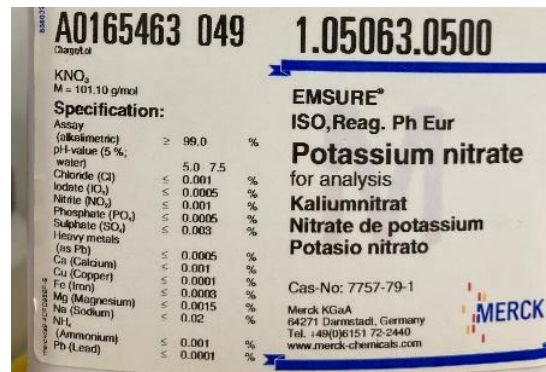 A0165463 049
Charge/Lot
1.05063.0500
KNO₃
M = 101.10 g/mol
Specification:
Assay
(alkalimetric) ≥ 99.0 %
pH-value (5 %;
water) 5.0 7.5
Chloride (Cl) ≤ 0.001 %
Iodate (IO₃) ≤ 0.0005 %
Nitrite (NO₂) ≤ 0.001 %
Phosphate (PO₄) ≤ 0.0005 %
Sulphate (SO₄) ≤ 0.003 %
Heavy metals
(as Pb) ≤ 0.0005 %
Ca (Calcium) ≤ 0.001 %
Cu (Copper) ≤ 0.0001 %
Fe (Iron) ≤ 0.0003 %
Mg (Magnesium) ≤ 0.0015 %
Na (Sodium) ≤ 0.02 %
NH₄
(Ammonium) ≤ 0.001 %
Pb (Lead) ≤ 0.0001 %
EMSURE®
ISO,Reag. Ph Eur
Potassium nitrate
for analysis
Kaliumnitrat
Nitrate de potassium
Potasio nitrato
Cas-No: 7757-79-1
Merck KGaA
64271 Darmstadt, Germany
Tel. +49(0)6151 72-2440
www.merck-chemicals.com
MERCK